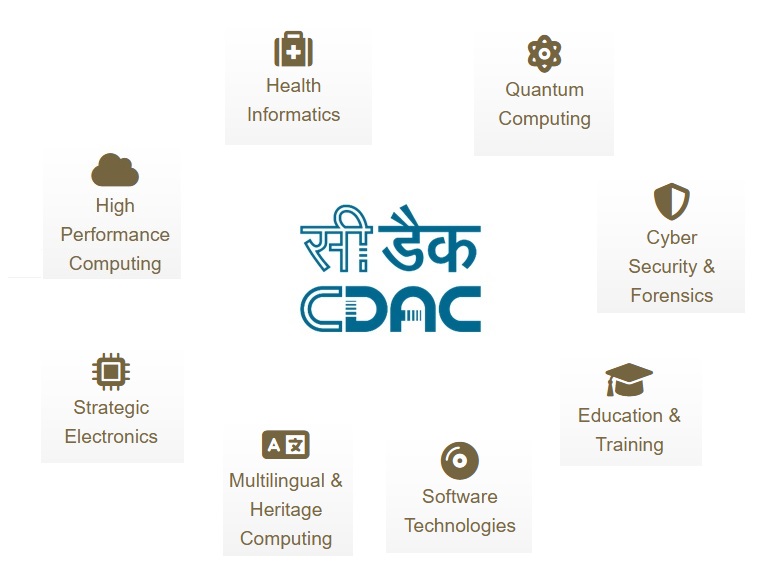 Health
Informatics
Quantum
Computing
High
Performance
Computing
सी डैक
CDAC
Cyber
Security &
Forensics
Strategic
Electronics
Education &
Training
A
Multilingual &
Heritage
Computing
Software
Technologies